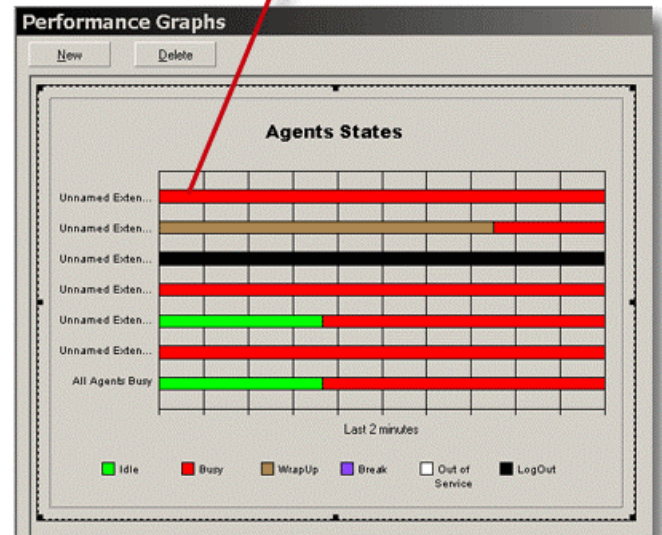 Performance Graphs
New Delete
Agents States
Unnamed Exten...
Unnamed Exten...
Unnamed Exten...
Unnamed Exten...
Unnamed Exten...
Unnamed Exten...
All Agents Busy
Last 2 minutes
Idle Busy WrapUp Break Out of Service LogOut